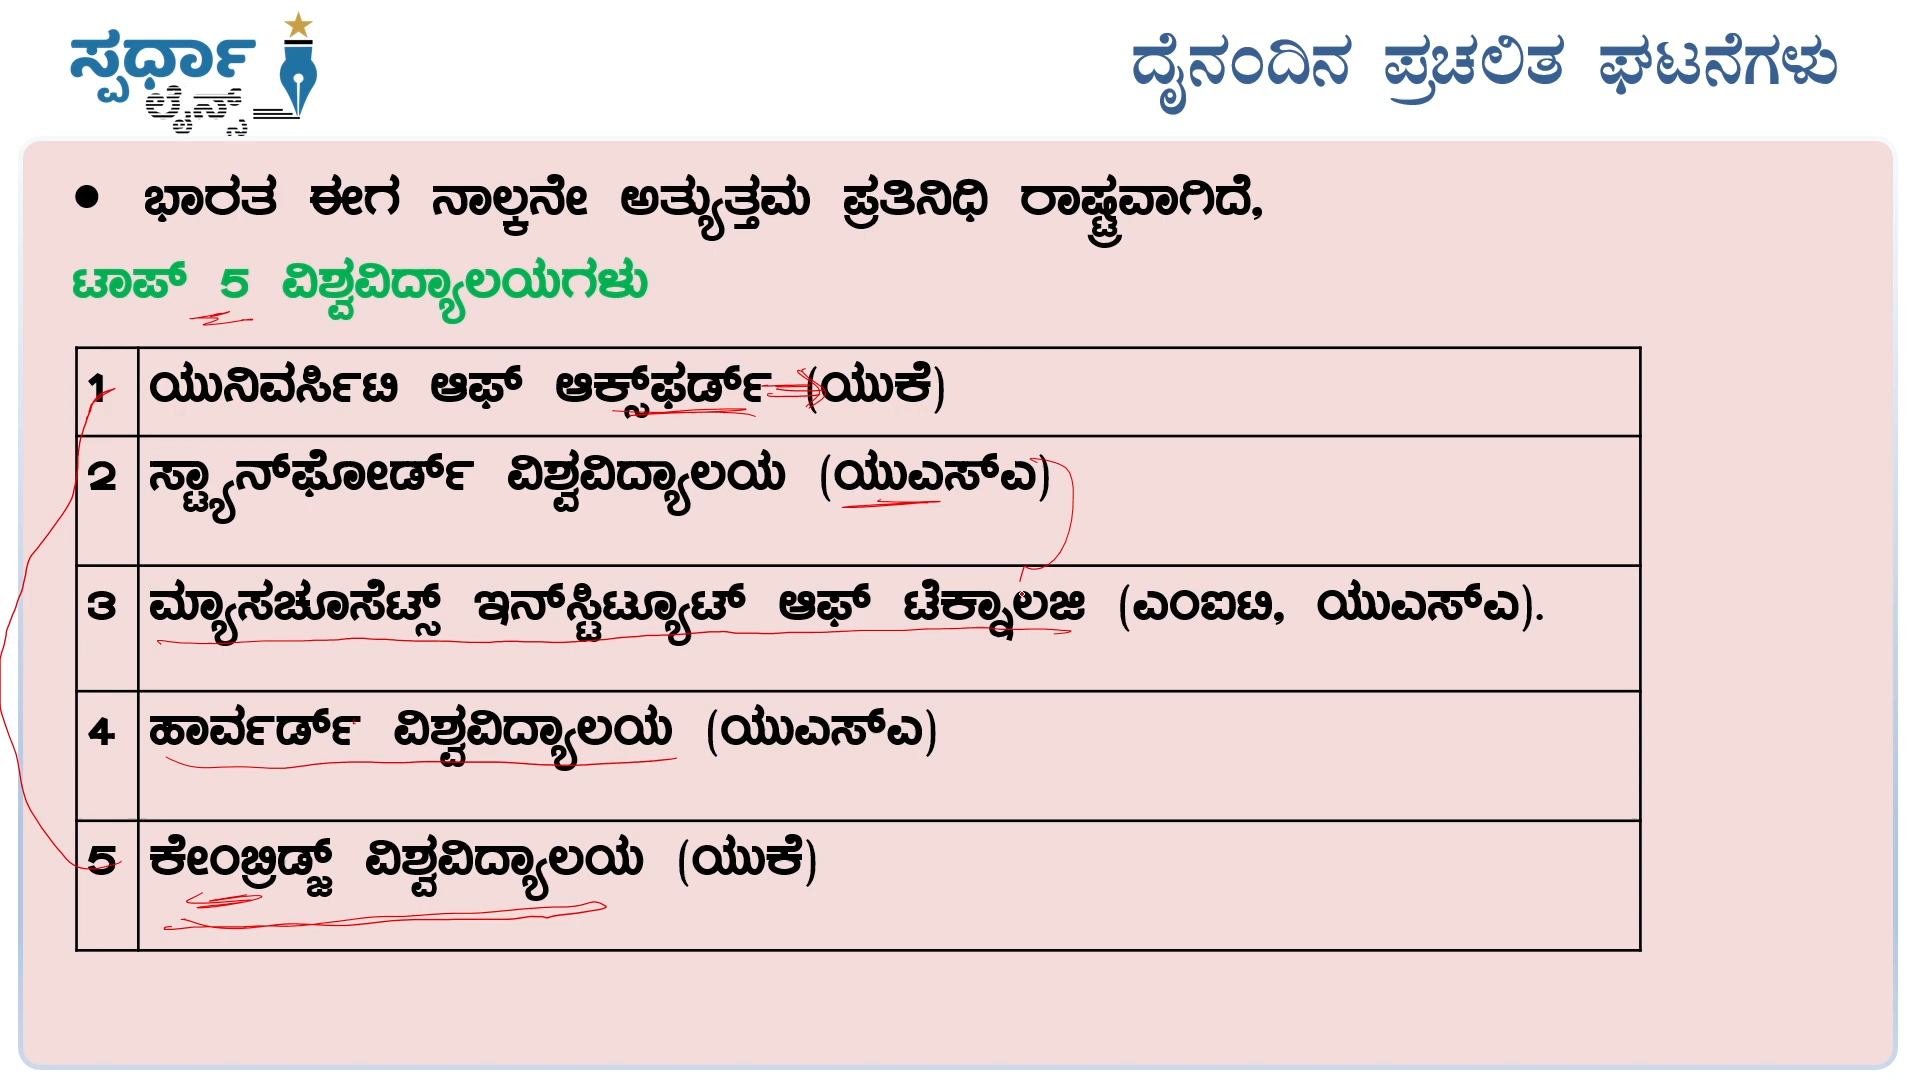 ಸ್ಪರ್ಧಾ
ಲೈನ್ಸ್
ದೈನಂದಿನ ಪ್ರಚಲಿತ ಘಟನೆಗಳು
• ಭಾರತ ಈಗ ನಾಲ್ಕನೇ ಅತ್ಯುತ್ತಮ ಪ್ರತಿನಿಧಿ ರಾಷ್ಟ್ರವಾಗಿದೆ,
ಟಾಪ್ 5 ವಿಶ್ವವಿದ್ಯಾಲಯಗಳು
1 ಯುನಿವರ್ಸಿಟಿ ಆಫ್ ಆಕ್ಸ್‌ಫರ್ಡ್ (ಯುಕೆ)
2 ಸ್ಟ್ಯಾನ್‌ಫೋರ್ಡ್ ವಿಶ್ವವಿದ್ಯಾಲಯ (ಯುಎಸ್ಎ)
3 ಮ್ಯಾಸಚೂಸೆಟ್ಸ್ ಇನ್‌ಸ್ಟಿಟ್ಯೂಟ್ ಆಫ್ ಟೆಕ್ನಾಲಜಿ (ಎಂಐಟಿ, ಯುಎಸ್ಎ).
4 ಹಾರ್ವರ್ಡ್ ವಿಶ್ವವಿದ್ಯಾಲಯ (ಯುಎಸ್ಎ)
5 ಕೇಂಬ್ರಿಡ್ಜ್ ವಿಶ್ವವಿದ್ಯಾಲಯ (ಯುಕೆ)